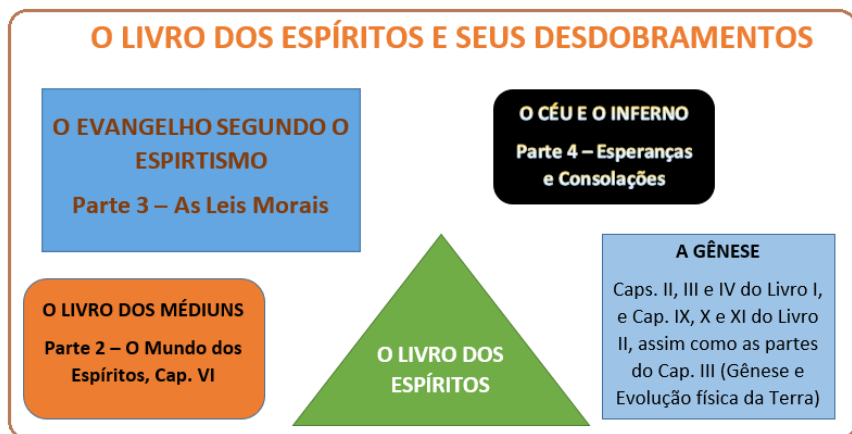 O LIVRO DOS ESPÍRITOS E SEUS DESDOBRAMENTOS
O EVANGELHO SEGUNDO O
ESPIRTISMO
Parte 3 – As Leis Morais
O CÉU E O INFERNO
Parte 4 – Esperanças
e Consolações
O LIVRO DOS MÉDIUNS
Parte 2 – O Mundo dos
Espíritos, Cap. VI
O LIVRO DOS
ESPÍRITOS
A GÊNESE
Caps. II, III e IV do Livro I,
e Cap. IX, X e XI do Livro
II, assim como as partes
do Cap. III (Gênese e
Evolução física da Terra)